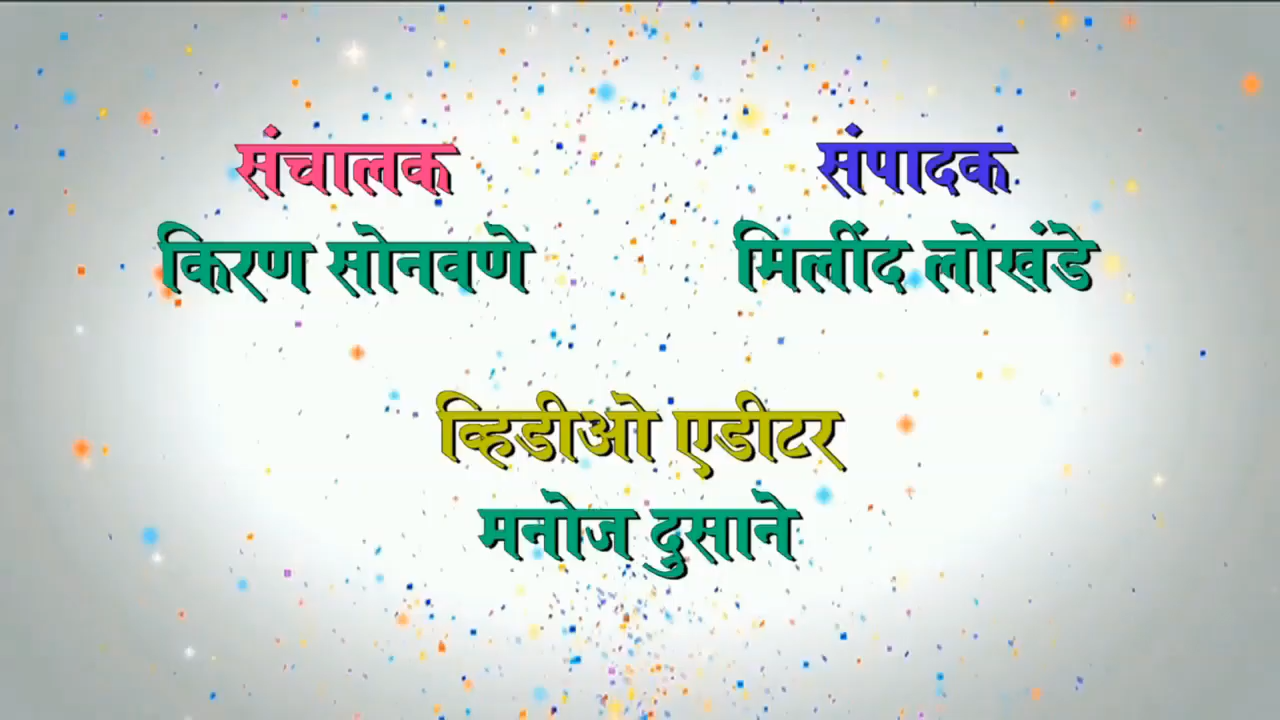 संचालक
किरण सोनवणे
संपादक
मिलींद लोखंडे
व्हिडीओ एडीटर
मनोज दुसाने